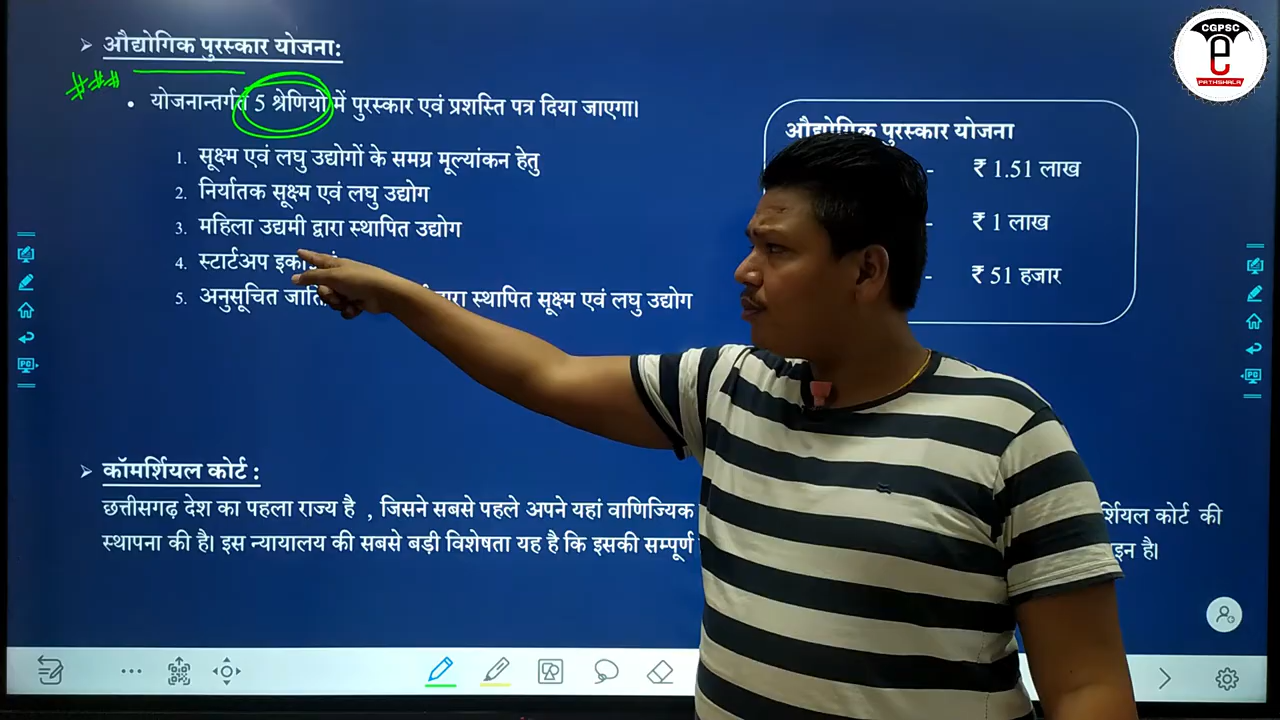 CGPSC
e
PATHSHALA
➢ औद्योगिक पुरस्कार योजना:
• योजनान्तर्गत 5 श्रेणियों में पुरस्कार एवं प्रशस्ति पत्र दिया जाएगा।
1. सूक्ष्म एवं लघु उद्योगों के समग्र मूल्यांकन हेतु
2. निर्यातक सूक्ष्म एवं लघु उद्योग
3. महिला उद्यमी द्वारा स्थापित उद्योग
4. स्टार्टअप
5. अनुसूचित द्वारा स्थापित सूक्ष्म एवं लघु उद्योग
औद्योगिक पुरस्कार योजना
- ₹ 1.51 लाख
- ₹ 1 लाख
- ₹ 51 हजार
➢ कॉमर्शियल कोर्ट :
छत्तीसगढ़ देश का पहला राज्य है , जिसने सबसे पहले अपने यहां वाणिज्यिक कोर्ट की
स्थापना की है। इस न्यायालय की सबसे बड़ी विशेषता यह है कि इसकी सम्पूर्ण है।
PC
PC